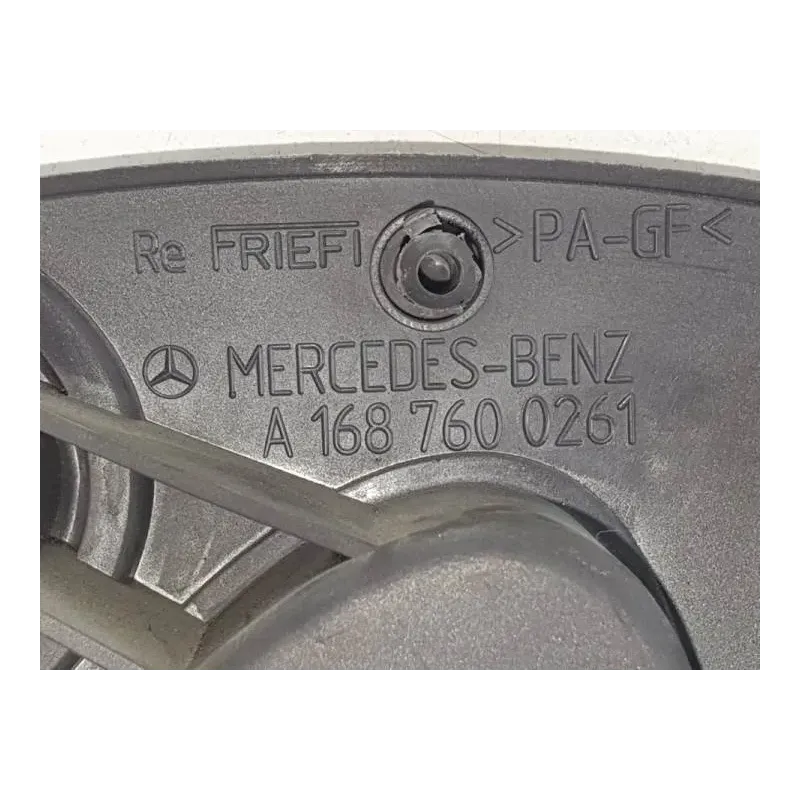 Re FRIEFI >PA-GF<
MERCEDES-BENZ
A 168 760 0261